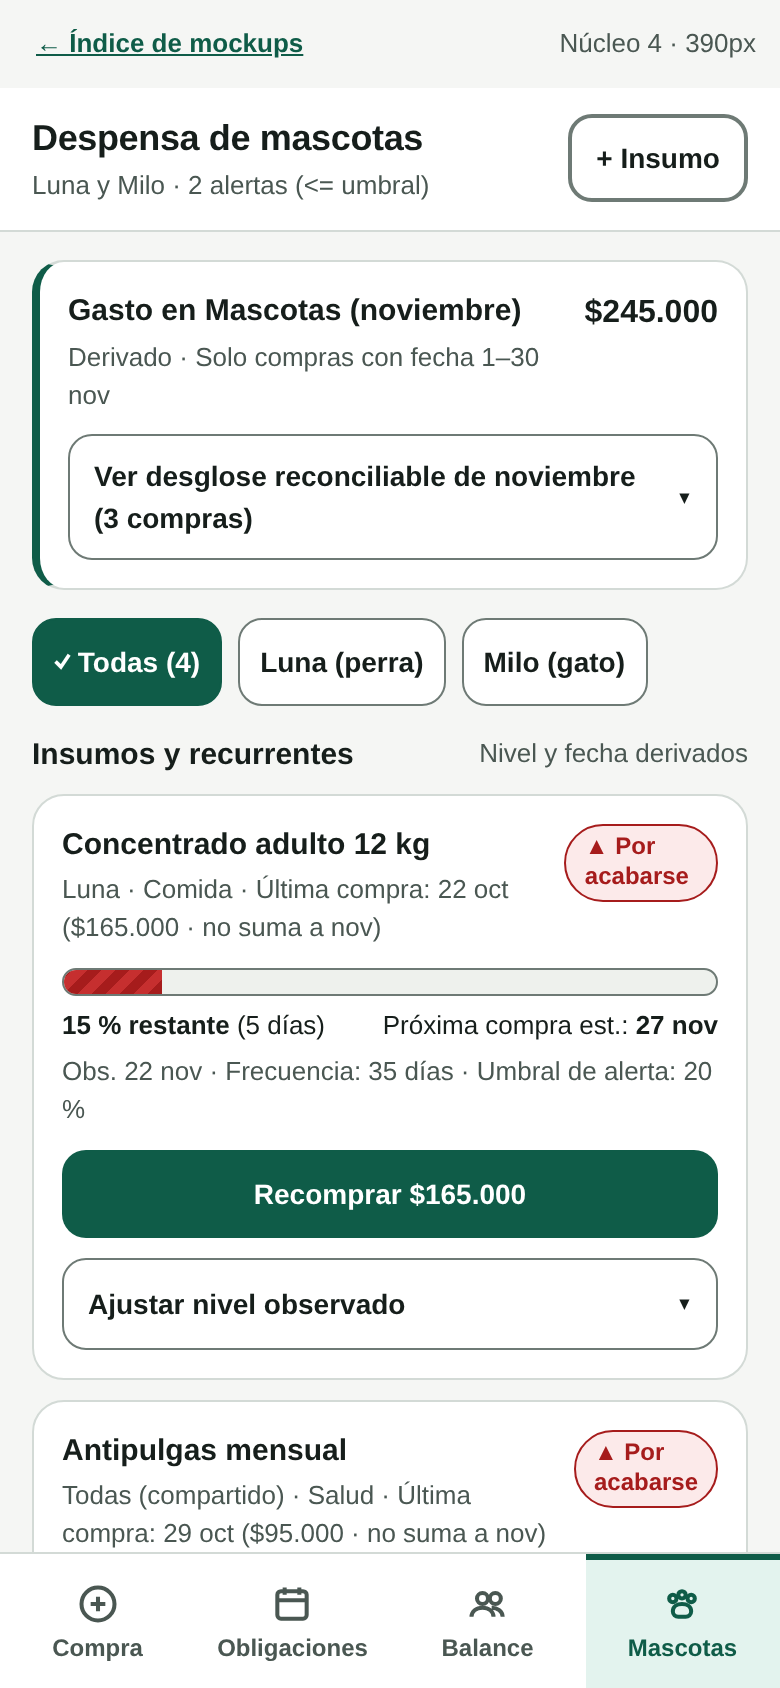 ← Índice de mockups
Núcleo 4 · 390px
Despensa de mascotas
Luna y Milo · 2 alertas (<= umbral)
+ Insumo
Gasto en Mascotas (noviembre)
$245.000
Derivado · Solo compras con fecha 1–30
nov
Ver desglose reconciliable de noviembre
(3 compras)
▼
✓ Todas (4)
Luna (perra)
Milo (gato)
Insumos y recurrentes
Nivel y fecha derivados
Concentrado adulto 12 kg
▲ Por
acabarse
Luna · Comida · Última compra: 22 oct
($165.000 · no suma a nov)
15 % restante (5 días)
Próxima compra est.: 27 nov
Obs. 22 nov · Frecuencia: 35 días · Umbral de alerta: 20
%
Recomprar $165.000
Ajustar nivel observado
▼
Antipulgas mensual
▲ Por
acabarse
Todas (compartido) · Salud · Última
compra: 29 oct ($95.000 · no suma a nov)
Compra
Obligaciones
Balance
Mascotas